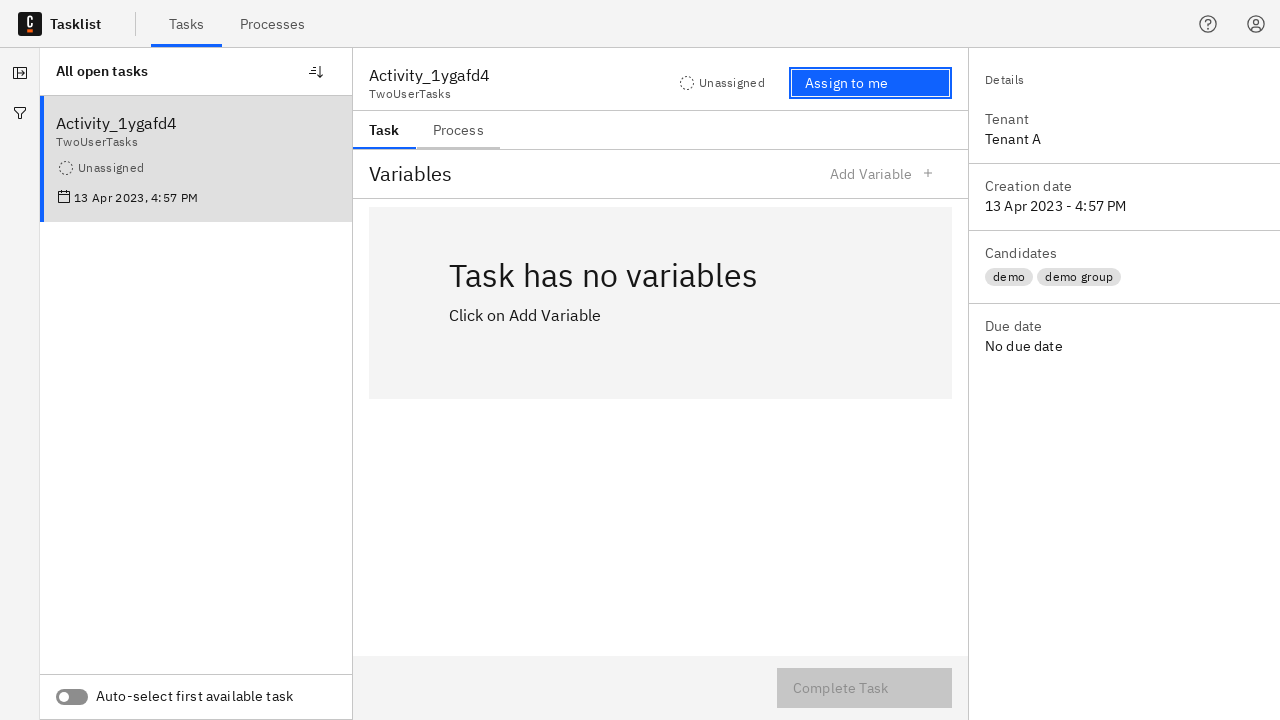 Tasklist
Tasks
Processes
All open tasks
Activity_1ygafd4
TwoUserTasks
Unassigned
13 Apr 2023, 4:57 PM
Auto-select first available task
Activity_1ygafd4
TwoUserTasks
Unassigned
Assign to me
Task
Process
Variables
Add Variable +
Task has no variables
Click on Add Variable
Complete Task
Details
Tenant
Tenant A
Creation date
13 Apr 2023 - 4:57 PM
Candidates
demo demo group
Due date
No due date